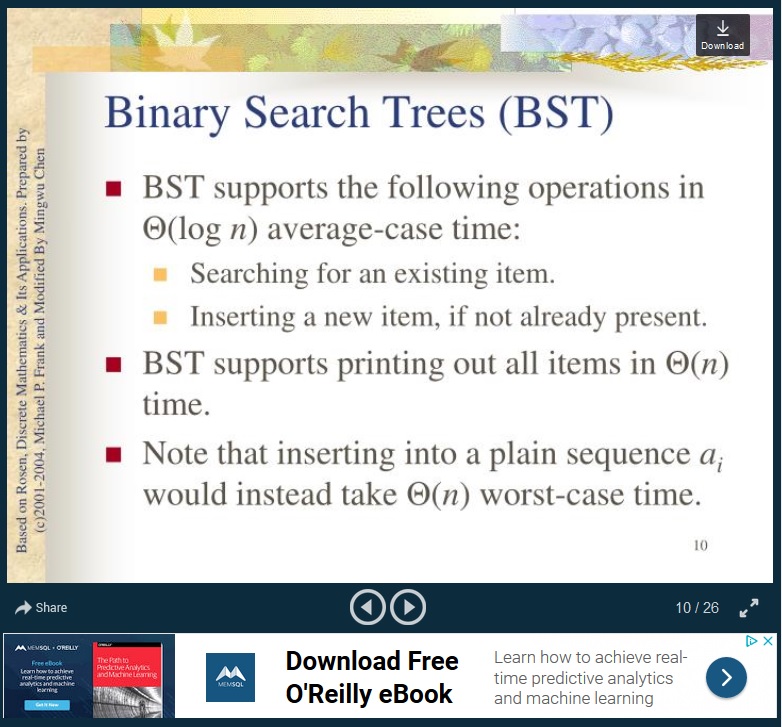 Download
Binary Search Trees (BST)
BST supports the following operations in
Θ(log n) average-case time:
Searching for an existing item.
Inserting a new item, if not already present.
BST supports printing out all items in Θ(n)
time.
Note that inserting into a plain sequence aᵢ
would instead take Θ(n) worst-case time.
10
Based on Rosen, Discrete Mathematics & Its Applications. Prepared by
(c)2001-2004, Michael P. Frank and Modified By Mingwu Chen
Share
10 / 26
MEMSQL + O'REILLY
Free eBook
Learn how to achieve
real-time predictive analytics
and machine
learning
Get It Now
The Path to
Predictive Analytics
and Machine Learning
MEMSQL
Download Free
O'Reilly eBook
Learn how to achieve real-
time predictive analytics
and machine learning